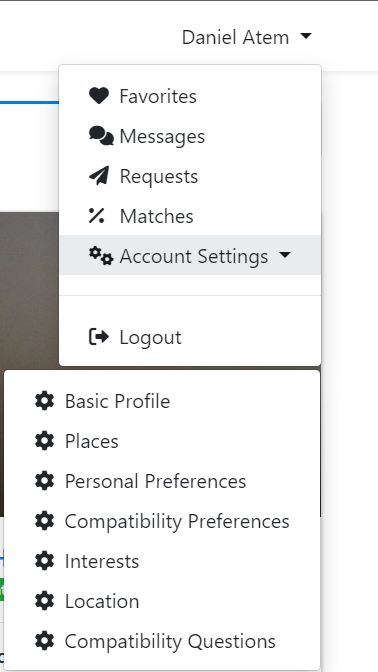 Daniel Atem
Favorites
Messages
Requests
Matches
Account Settings
Logout
Basic Profile
Places
Personal Preferences
Compatibility Preferences
Interests
Location
Compatibility Questions